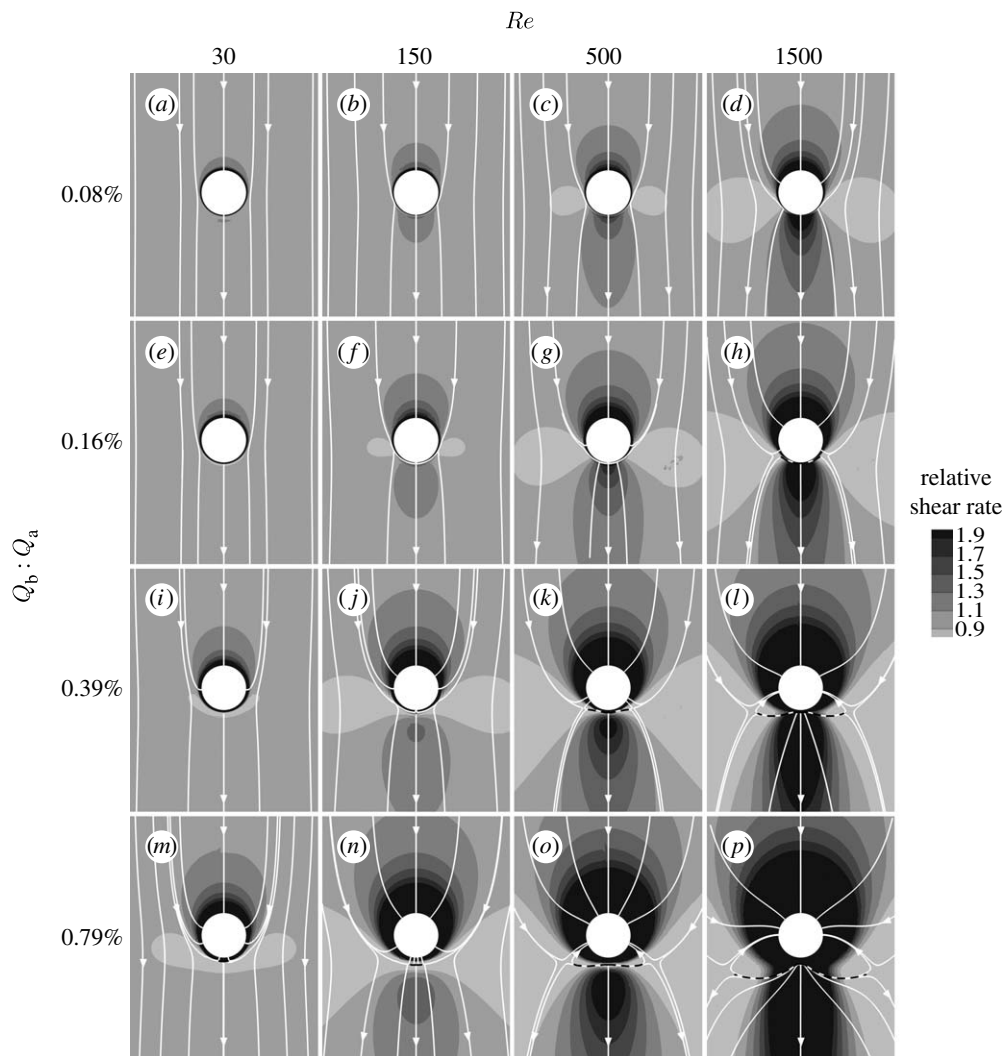 Re
30 150 500 1500
(a) (b) (c) (d)
0.08%
(e) (f) (g) (h)
0.16%
(i) (j) (k) (l)
0.39%
(m) (n) (o) (p)
0.79%
Q_b : Q_a
relative
shear rate
1.9
1.7
1.5
1.3
1.1
0.9